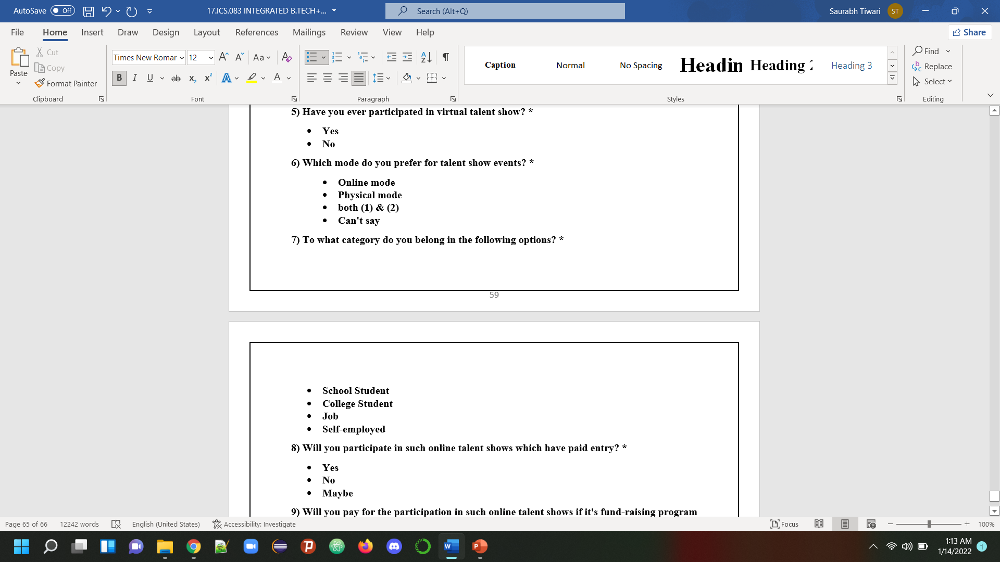 AutoSave Off 17.ICS.083 INTEGRATED B.TECH+... Search (Alt+Q) Saurabh Tiwari ST
File Home Insert Draw Design Layout References Mailings Review View Help Share
Paste Cut Copy Format Painter
Times New Romar 12 Aa
B I U ab x2 x2 A A
Caption Normal No Spacing Headin Heading 2 Heading 3
Find Replace Select
Clipboard Font Paragraph Styles Editing
5) Have you ever participated in virtual talent show? *
• Yes
• No
6) Which mode do you prefer for talent show events? *
• Online mode
• Physical mode
• both (1) & (2)
• Can't say
7) To what category do you belong in the following options? *
59
• School Student
• College Student
• Job
• Self-employed
8) Will you participate in such online talent shows which have paid entry? *
• Yes
• No
• Maybe
9) Will you pay for the participation in such online talent shows if it's fund-raising program
Page 65 of 66 12242 words English (United States) Accessibility: Investigate Focus 100%
1:13 AM
1/14/2022 1